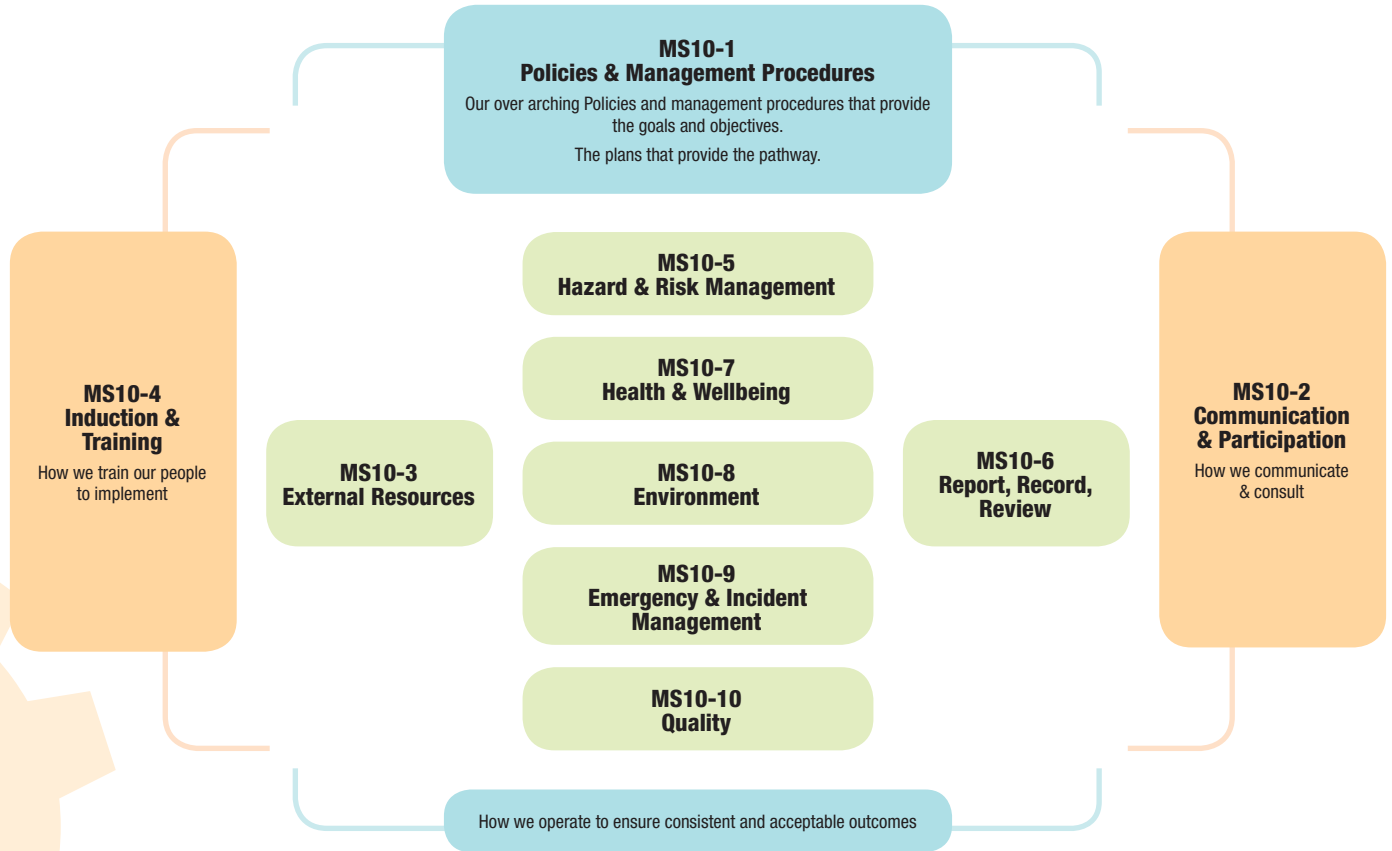 MS10-1
Policies & Management Procedures
Our over arching Policies and management procedures that provide
the goals and objectives.
The plans that provide the pathway.
MS10-4
Induction &
Training
How we train our people
to implement
MS10-3
External Resources
MS10-5
Hazard & Risk Management
MS10-7
Health & Wellbeing
MS10-8
Environment
MS10-9
Emergency & Incident
Management
MS10-10
Quality
MS10-6
Report, Record,
Review
MS10-2
Communication
& Participation
How we communicate
& consult
How we operate to ensure consistent and acceptable outcomes